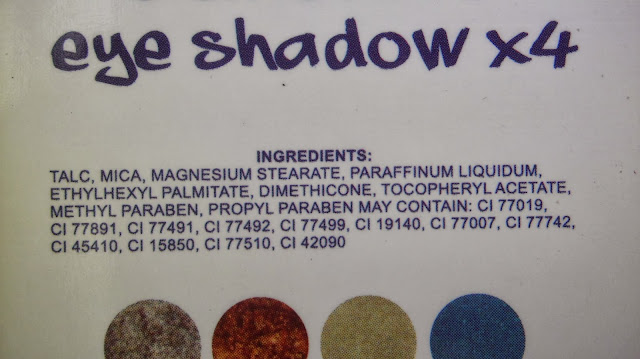 eye shadow x4
INGREDIENTS:
TALC, MICA, MAGNESIUM STEARATE, PARAFFINUM LIQUIDUM,
ETHYLHEXYL PALMITATE, DIMETHICONE, TOCOPHERYL ACETATE,
METHYL PARABEN, PROPYL PARABEN MAY CONTAIN: CI 77019,
CI 77891, CI 77491, CI 77492, CI 77499, CI 19140, CI 77007, CI 77742,
CI 45410, CI 15850, CI 77510, CI 42090